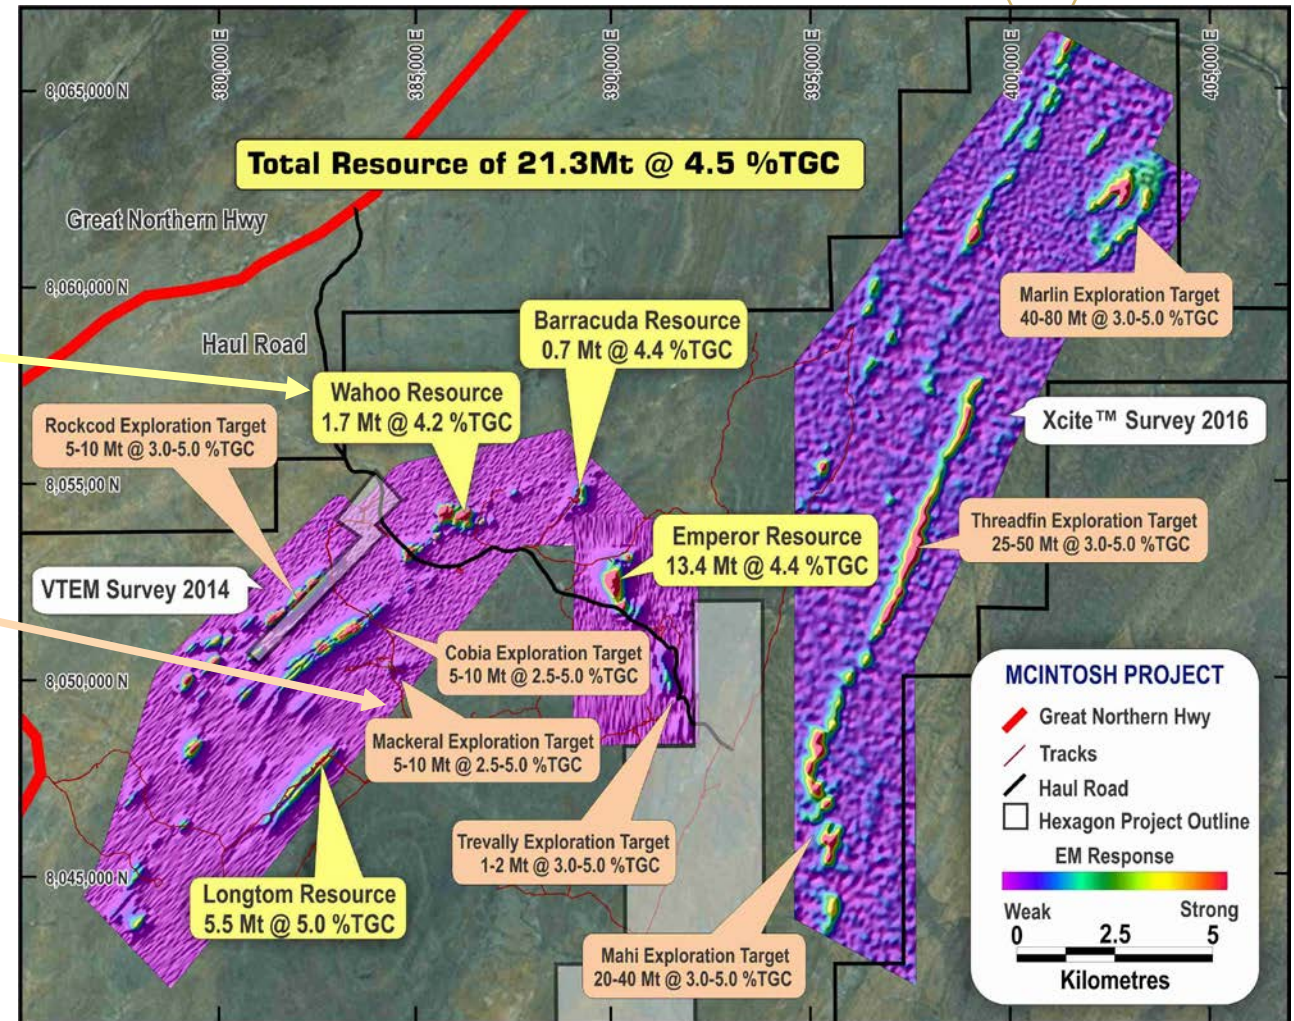 380,000 E
385,000 E
390,000 E
395,000 E
400,000 E
405,000 E
8,065,000 N
Total Resource of 21.3Mt @ 4.5 %TGC
Great Northern Hwy
8,060,000 N
Marlin Exploration Target
40-80 Mt @ 3.0-5.0 %TGC
Haul Road
Barracuda Resource
0.7 Mt @ 4.4 %TGC
Wahoo Resource
1.7 Mt @ 4.2 %TGC
Rockcod Exploration Target
5-10 Mt @ 3.0-5.0 %TGC
Xcite™ Survey 2016
8,055,00 N
Emperor Resource
13.4 Mt @ 4.4 %TGC
Threadfin Exploration Target
25-50 Mt @ 3.0-5.0 %TGC
VTEM Survey 2014
Cobia Exploration Target
5-10 Mt @ 2.5-5.0 %TGC
8,050,000 N
Mackeral Exploration Target
5-10 Mt @ 2.5-5.0 %TGC
Trevally Exploration Target
1-2 Mt @ 3.0-5.0 %TGC
8,045,000 N
Longtom Resource
5.5 Mt @ 5.0 %TGC
Mahi Exploration Target
20-40 Mt @ 3.0-5.0 %TGC
MCINTOSH PROJECT
Great Northern Hwy
Tracks
Haul Road
Hexagon Project Outline
EM Response
Weak Strong
0 2.5 5
Kilometres